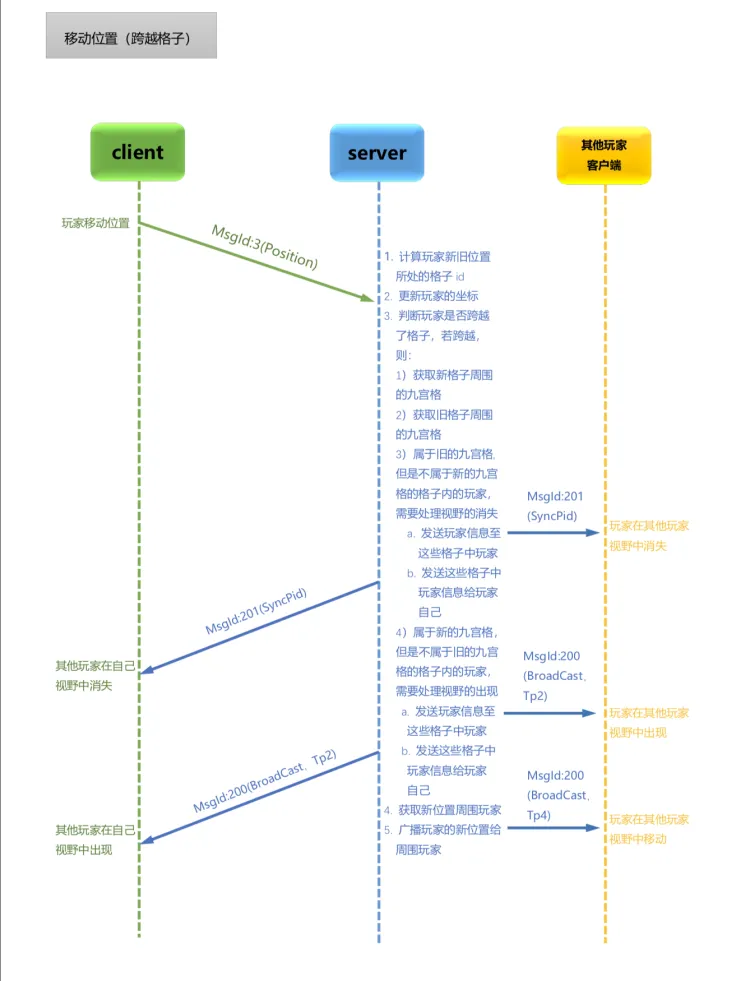 移动位置（跨越格子）
client
server
其他玩家
客户端
玩家移动位置
MsgId:3(Position)
1. 计算玩家新旧位置
所处的格子 id
2. 更新玩家的坐标
3. 判断玩家是否跨越
了格子，若跨越，
则：
1）获取新格子周围
的九宫格
2）获取旧格子周围
的九宫格
3）属于旧的九宫格，
但是不属于新的九宫
格的格子内的玩家，
需要处理视野的消失
a. 发送玩家信息至
这些格子中玩家
b. 发送这些格子中
玩家信息给玩家
自己
MsgId:201
(SyncPid)
玩家在其他玩家
视野中消失
MsgId:201(SyncPid)
其他玩家在自己
视野中消失
4）属于新的九宫格，
但是不属于旧的九宫
格的格子内的玩家，
需要处理视野的出现
a. 发送玩家信息至
这些格子中玩家
b. 发送这些格子中
玩家信息给玩家
自己
MsgId:200
(BroadCast、
Tp2)
玩家在其他玩家
视野中出现
MsgId:200(BroadCast、Tp2)
其他玩家在自己
视野中出现
4. 获取新位置周围玩家
5. 广播玩家的新位置给
周围玩家
MsgId:200
(BroadCast、
Tp4)
玩家在其他玩家
视野中移动